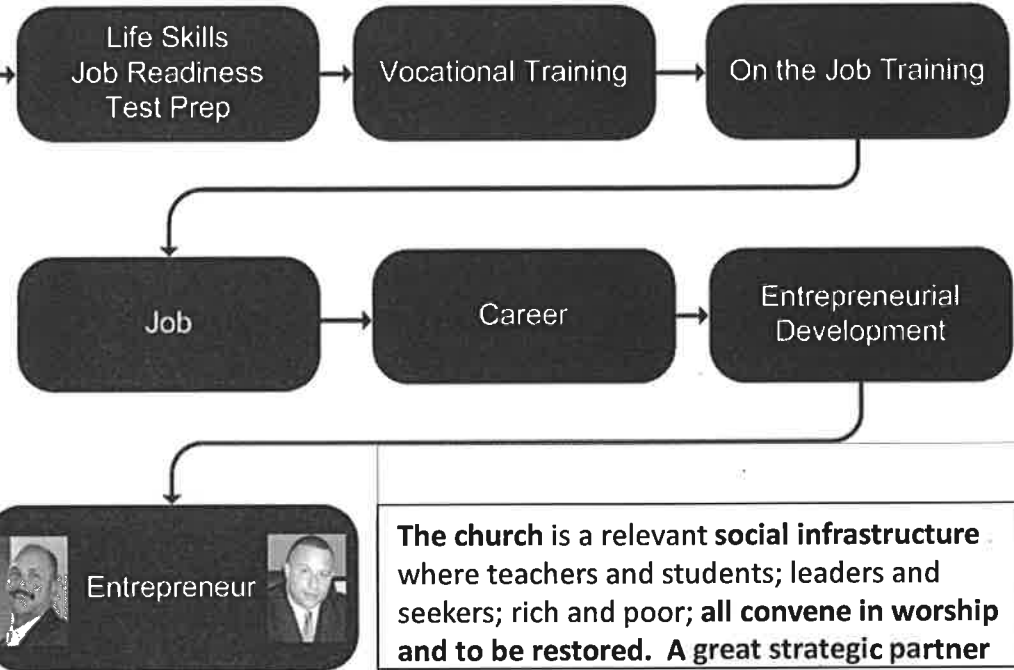 Life Skills
Job Readiness
Test Prep
Vocational Training
On the Job Training
Job
Career
Entrepreneurial
Development
Entrepreneur
The church is a relevant social infrastructure
where teachers and students; leaders and
seekers; rich and poor; all convene in worship
and to be restored. A great strategic partner